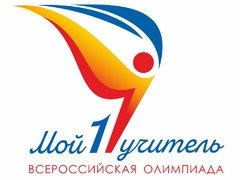 Мой 1 учитель
ВСЕРОССИЙСКАЯ ОЛИМПИАДА